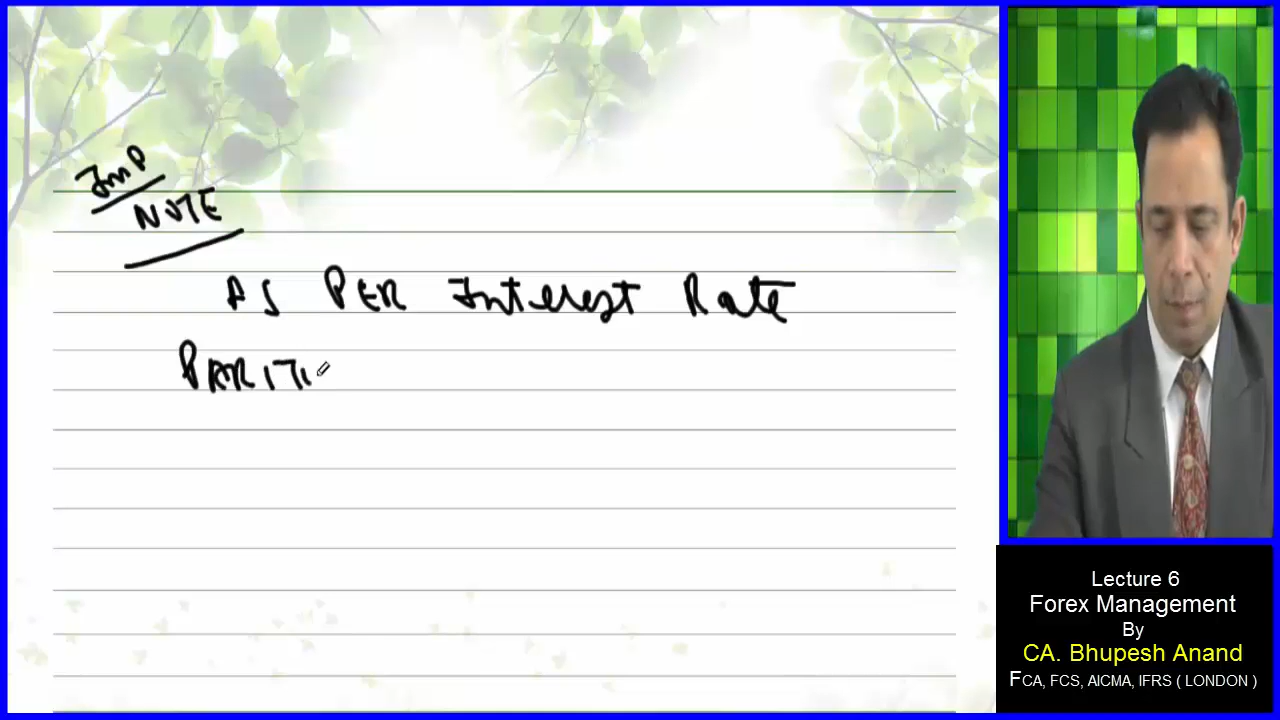 Imp
NOTE
AS PER Interest Rate
PARITI
Lecture 6
Forex Management
By
CA. Bhupesh Anand
FCA, FCS, AICMA, IFRS ( LONDON )